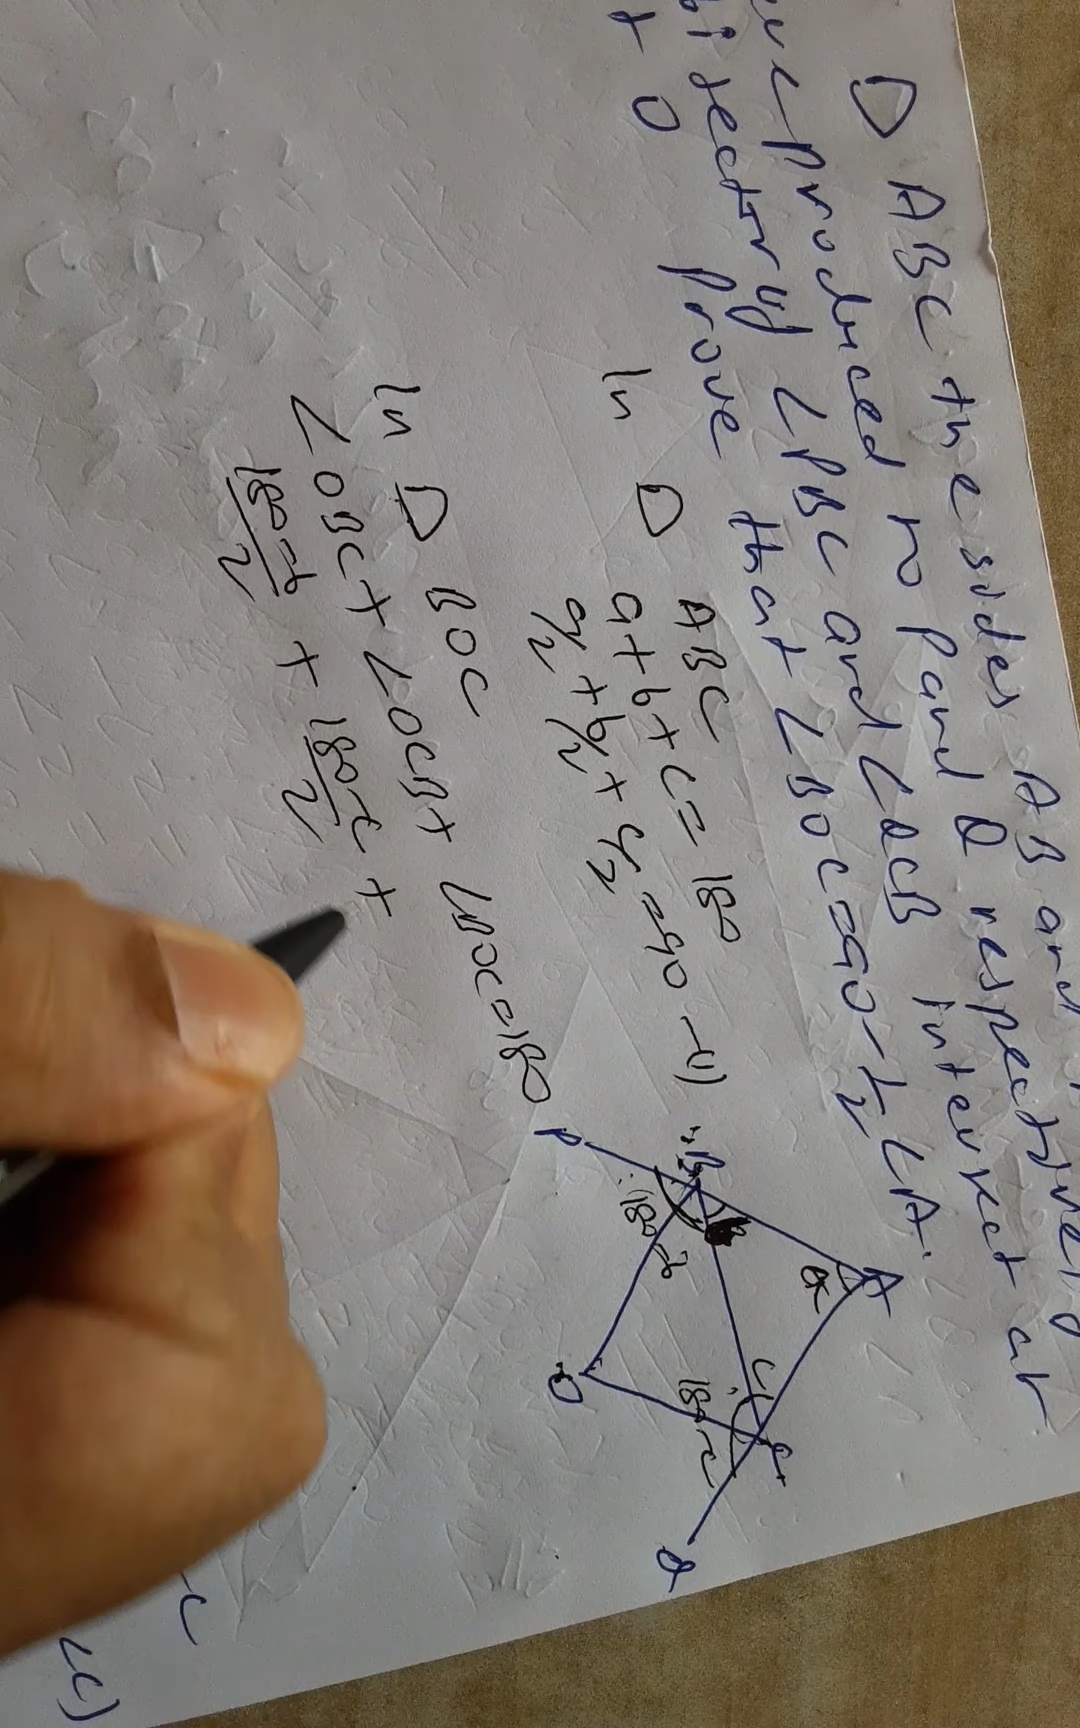 △ ABC the sides AB and
produced to P and Q respectively
bisectors of ∠PBC and ∠QCB intersect at
t O prove that ∠BOC=90-1/2∠A.
In △ ABC
a+b+c=180
a/2+b/2+c/2=90-(1)
In △ BOC
∠OBC+∠OCB+∠BOC=180
180-b/2 + 180-c/2 +
A
a
B
b
P
180-b
O
C
c
180-c
Q